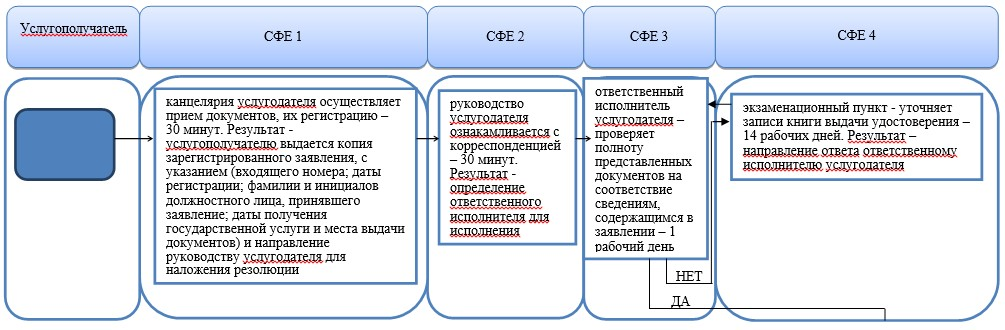 Услугополучатель
СФЕ 1
СФЕ 2
СФЕ 3
СФЕ 4
канцелярия услугодателя осуществляет
прием документов, их регистрацию –
30 минут. Результат -
услугополучателю выдается копия
зарегистрированного заявления, с
указанием (входящего номера; даты
регистрации; фамилии и инициалов
должностного лица, принявшего
заявление; даты получения
государственной услуги и места выдачи
документов) и направление
руководству услугодателя для
наложения резолюции
руководство
услугодателя
ознакамливается с
корреспонденцией
– 30 минут.
Результат -
определение
ответственного
исполнителя для
исполнения
ответственный
исполнитель
услугодателя –
проверяет
полноту
представленных
документов на
соответствие
сведениям,
содержащимся в
заявлении – 1
рабочий день
экзаменационный пункт - уточняет
записи книги выдачи удостоверения –
14 рабочих дней. Результат –
направление ответа ответственному
исполнителю услугодателя
НЕТ
ДА